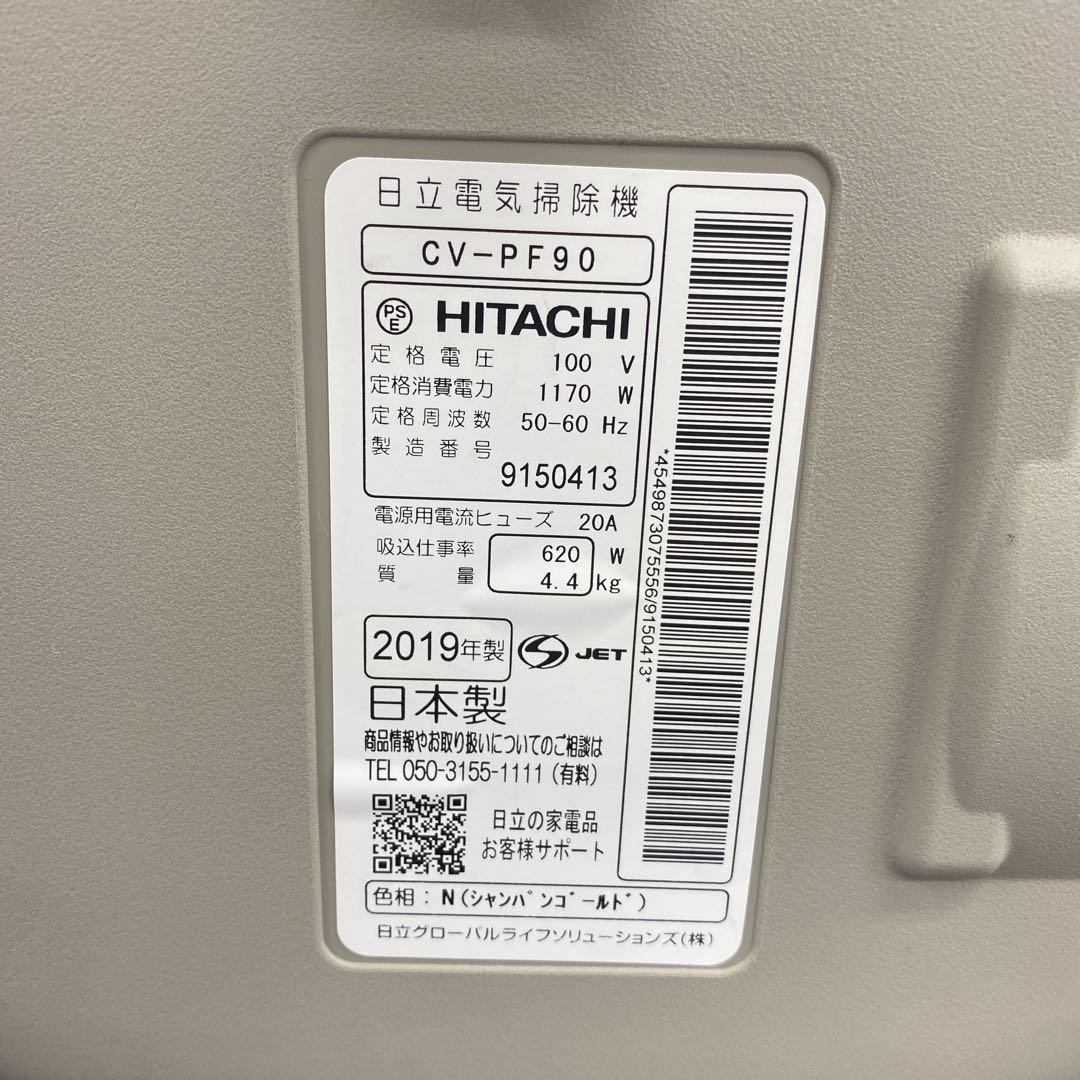 日立電気掃除機
CV-PF90
PSE HITACHI
定格電圧 100 V
定格消費電力 1170 W
定格周波数 50-60 Hz
製造番号
9150413
電源用電流ヒューズ 20A
吸込仕事率 620 W
質量 4.4 kg
2019年製 S JET
日本製
商品情報やお取り扱いについてのご相談は
TEL 050-3155-1111 (有料)
日立の家電品
お客様サポート
色相：N(シャンパンゴールド)
日立グローバルライフソリューションズ(株)
*4549873075556/9150413*